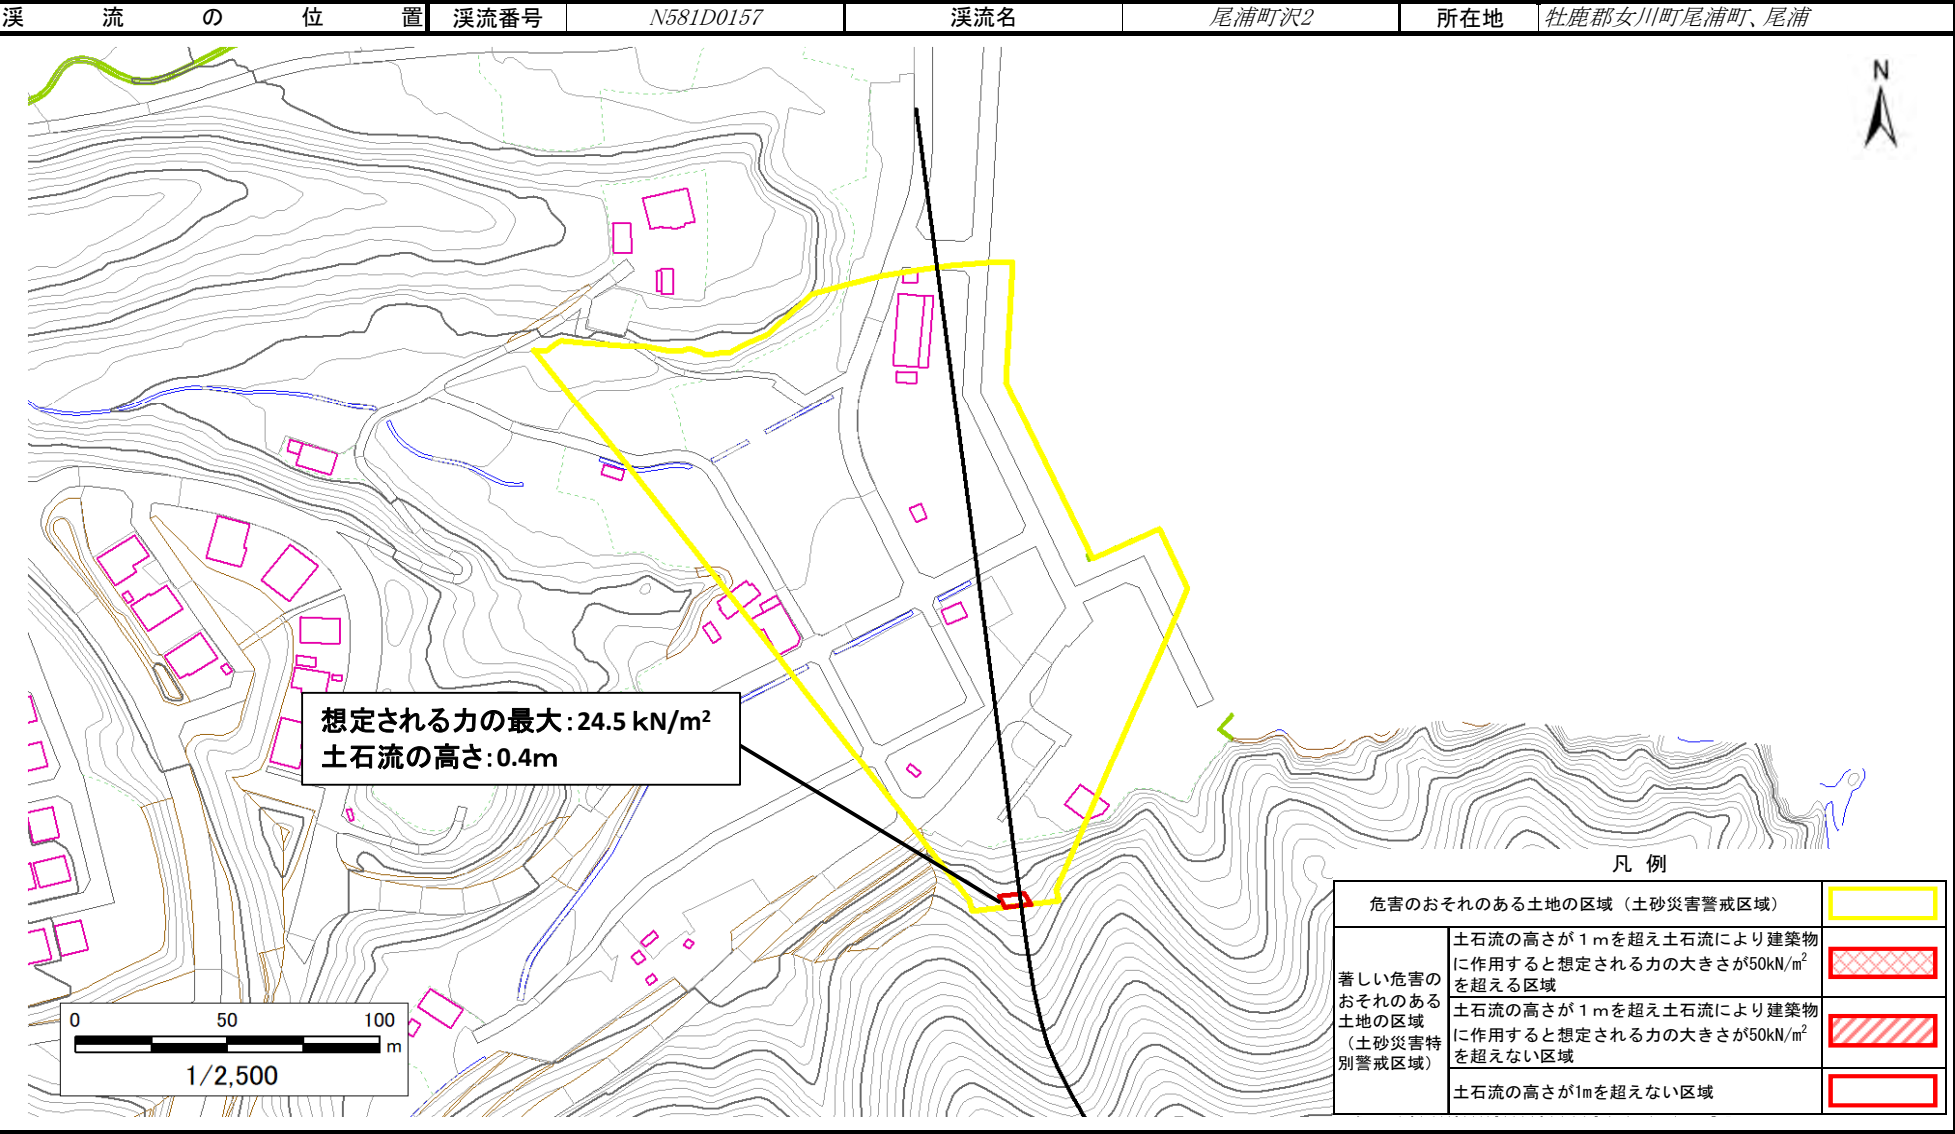 渓流の位置 渓流番号 N581D0157 渓流名 尾浦町沢2 所在地 牡鹿郡女川町尾浦町、尾浦
N
想定される力の最大:24.5 kN/m²
土石流の高さ:0.4m
凡 例
危害のおそれのある土地の区域(土砂災害警戒区域)
著しい危害の
おそれのある
土地の区域
(土砂災害特
別警戒区域)
土石流の高さが1mを超え土石流により建築物
に作用すると想定される力の大きさが50kN/m²
を超える区域
土石流の高さが1mを超え土石流により建築物
に作用すると想定される力の大きさが50kN/m²
を超えない区域
土石流の高さが1mを超えない区域
0 50 100
m
1/2,500